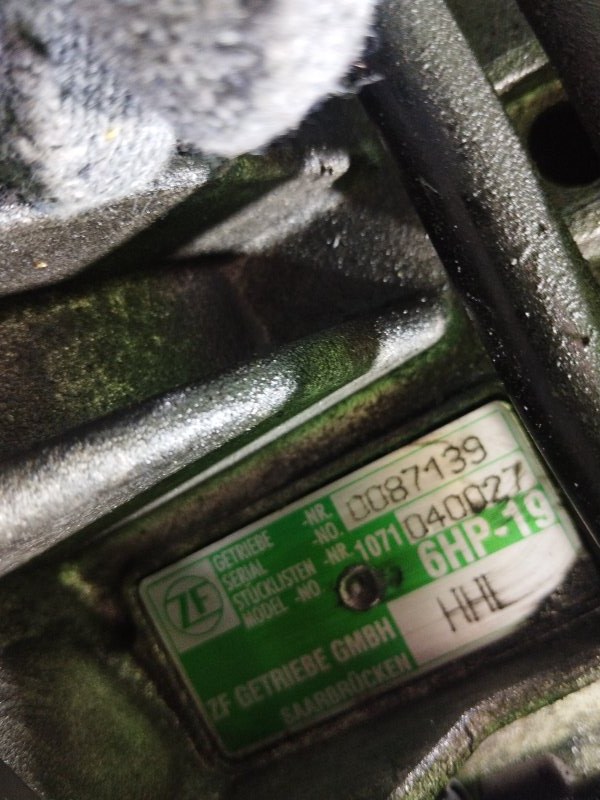 GETRIEBE -NR.
SERIAL -NO. 0087139
STÜCKLISTEN -NR. 1071 040027
MODEL -NO 6HP-19
ZF
HHL
ZF GETRIEBE GMBH
SAARBRÜCKEN